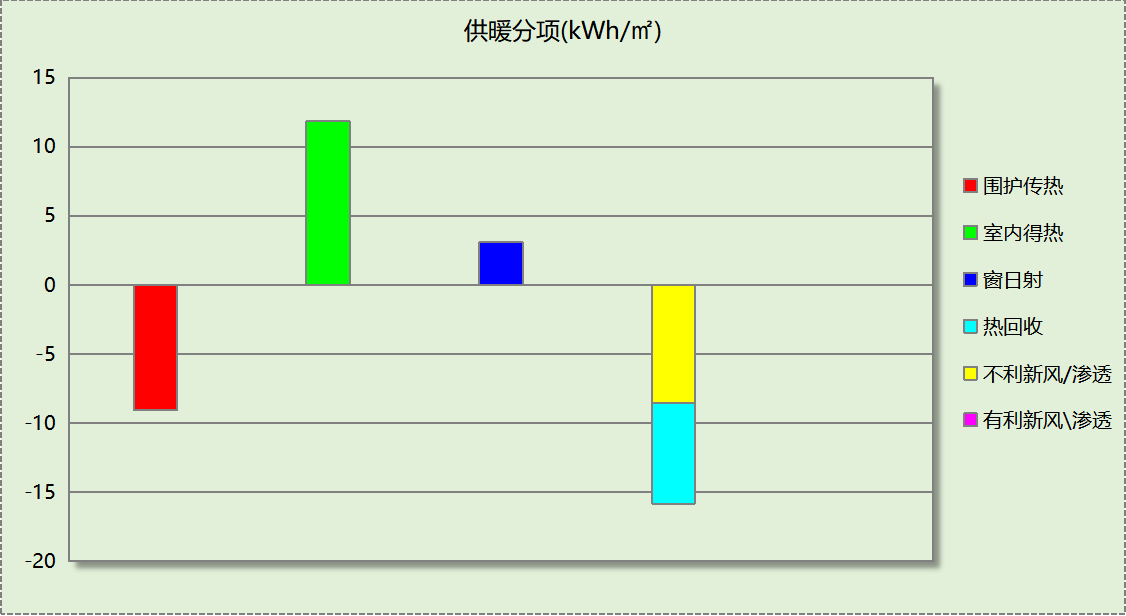 供暖分项(kWh/㎡)
15
10
5
0
-5
-10
-15
-20
围护传热
室内得热
窗日射
热回收
不利新风/渗透
有利新风\渗透